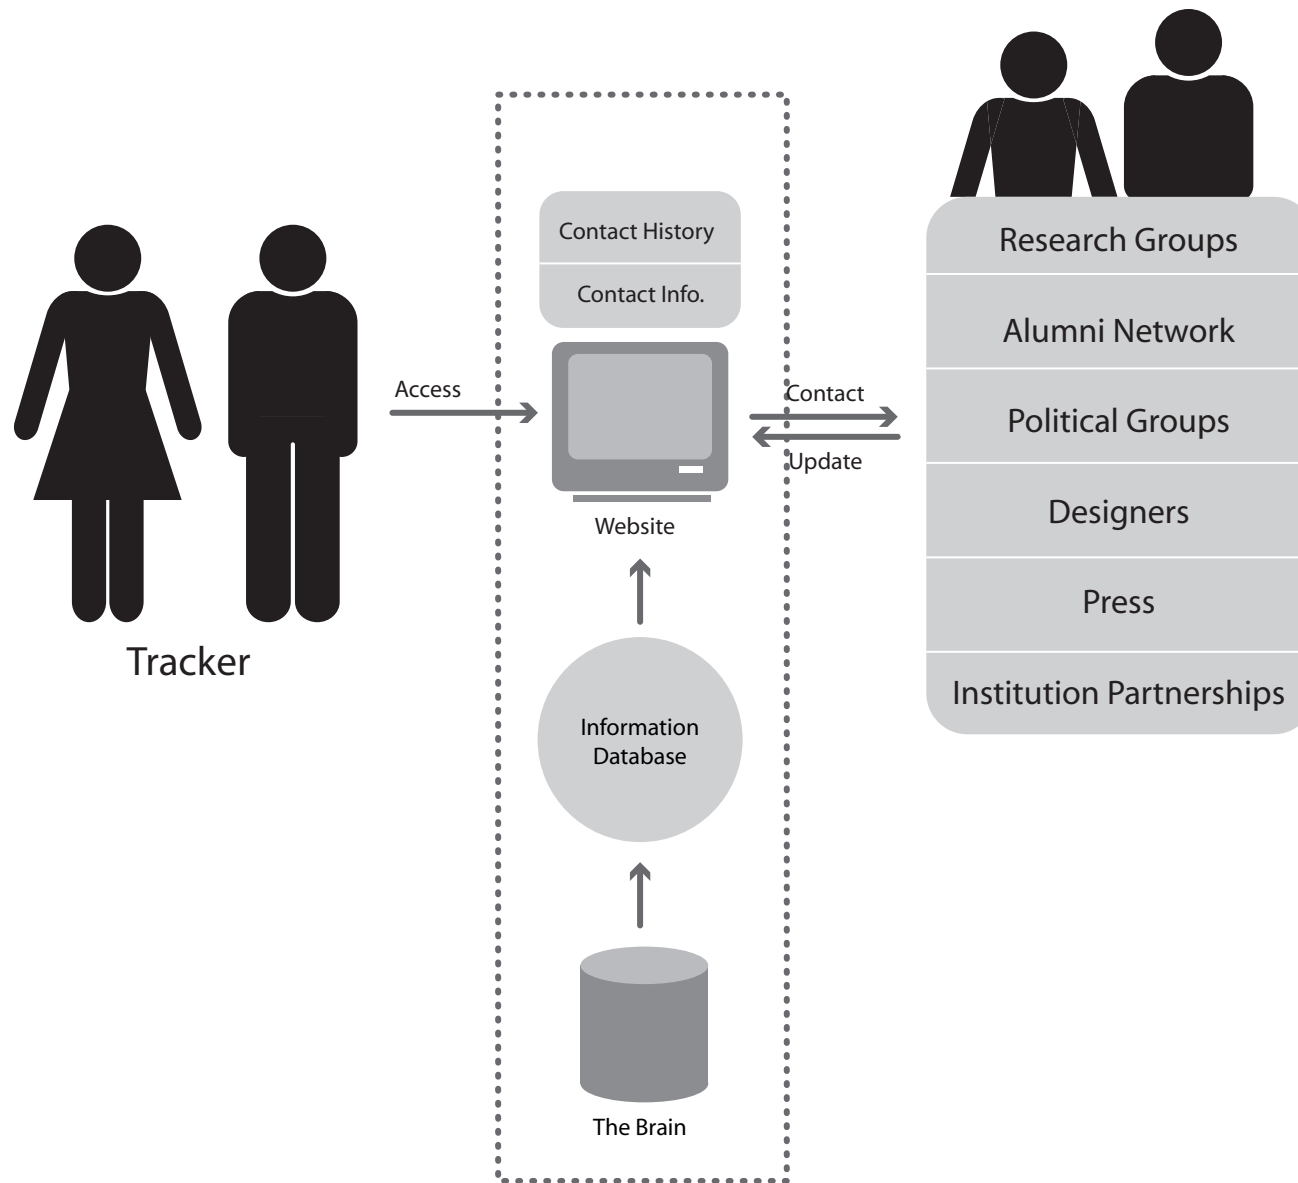 Contact History
Contact Info.
Access
Contact
Update
Website
Tracker
Information
Database
The Brain
Research Groups
Alumni Network
Political Groups
Designers
Press
Institution Partnerships